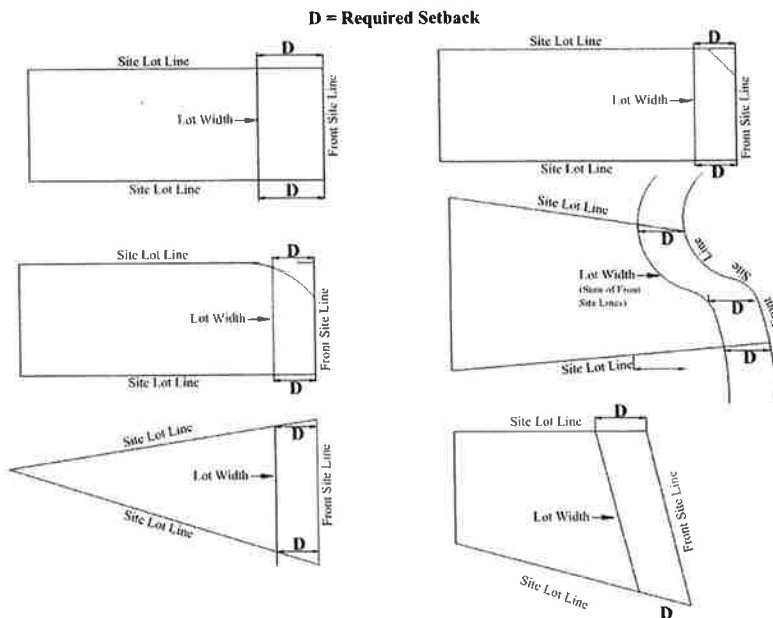 D = Required Setback
D
Site Lot Line
Lot Width
Front Site Line
D
Site Lot Line
Site Lot Line
D
Lot Width
Front Site Line
D
Site Lot Line
D
Site Lot Line
Lot Width
Front Site Line
D
Site Lot Line
Site Lot Line
D
Lot Width
(Sum of Front
Site Lines)
Line
Site
Front
D
D
Site Lot Line
Site Lot Line
D
Lot Width
Front Site Line
D
Site Lot Line
D
Site Lot Line
Lot Width
Front Site Line
Site Lot Line
D